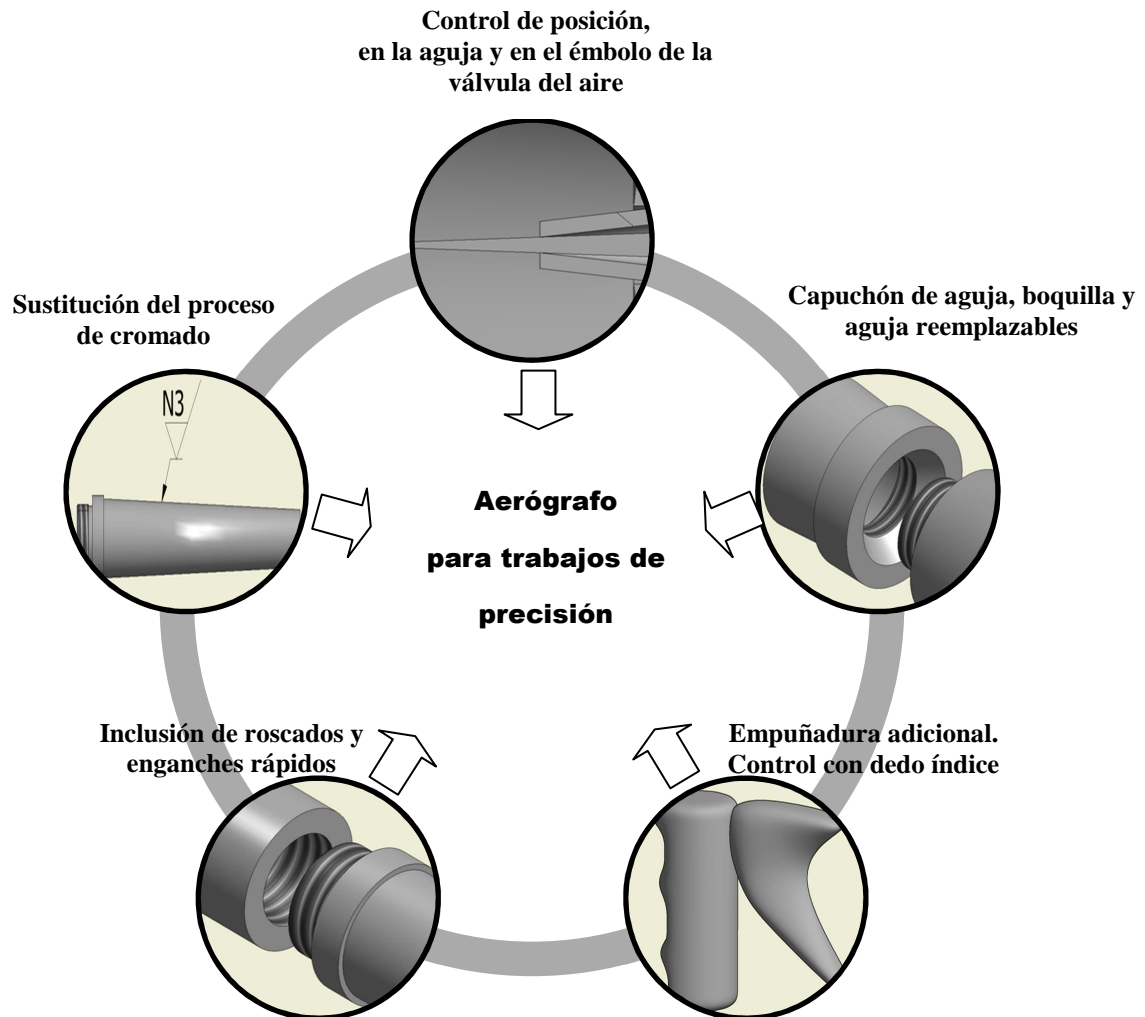 Control de posición,
en la aguja y en el émbolo de la
válvula del aire
Sustitución del proceso
de cromado
Capuchón de aguja, boquilla y
aguja reemplazables
N3
Aerógrafo
para trabajos de
precisión
Inclusión de roscados y
enganches rápidos
Empuñadura adicional.
Control con dedo índice